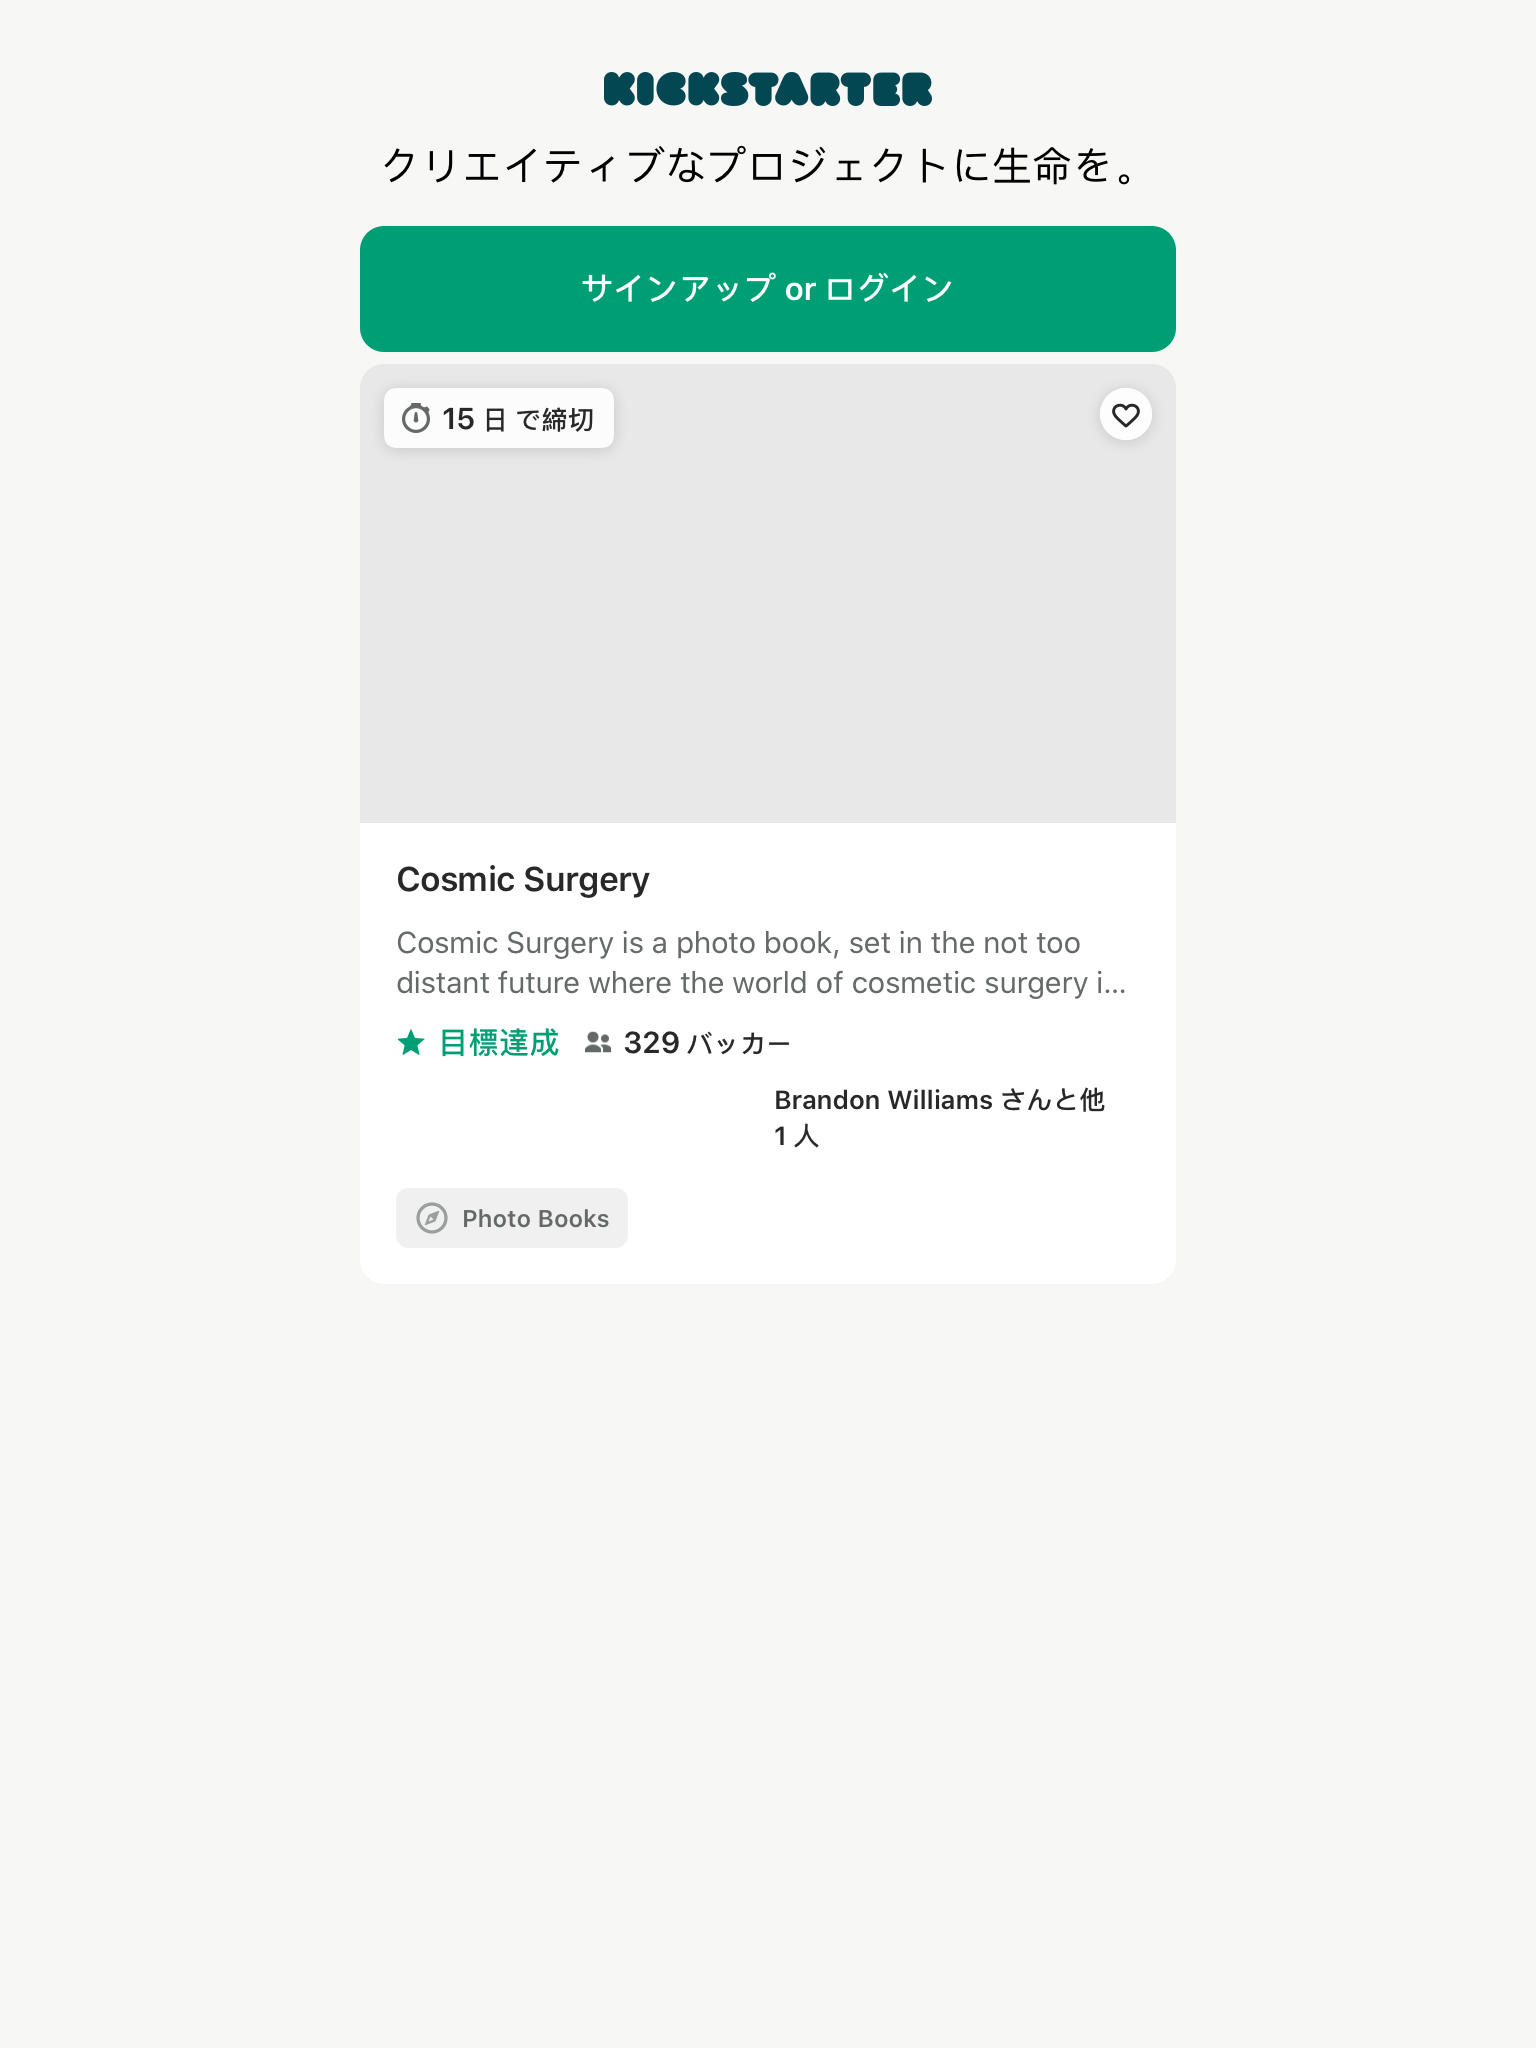 KICKSTARTER
クリエイティブなプロジェクトに生命を。
サインアップ or ログイン
15 日 で締切
Cosmic Surgery
Cosmic Surgery is a photo book, set in the not too
distant future where the world of cosmetic surgery i...
目標達成
329 バッカー
Brandon Williams さんと他
1 人
Photo Books